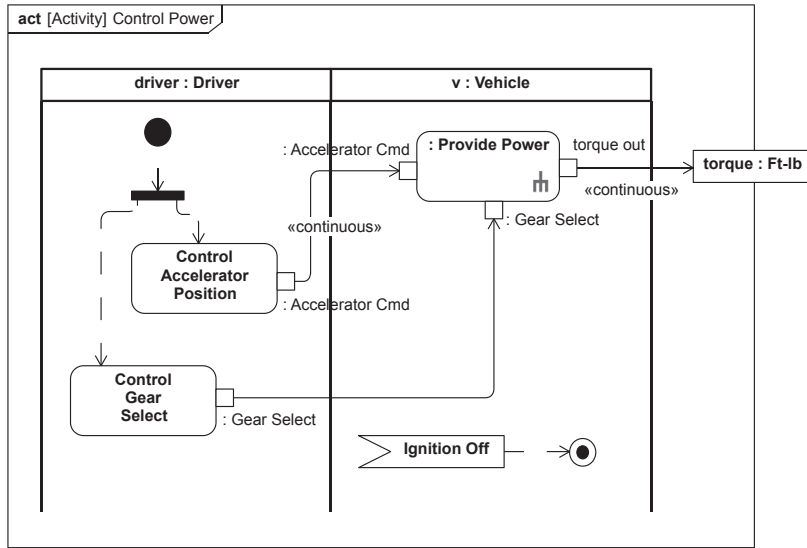 act [Activity] Control Power
driver : Driver
v : Vehicle
: Accelerator Cmd
: Provide Power
torque out
torque : Ft-lb
«continuous»
: Gear Select
«continuous»
Control
Accelerator
Position
: Accelerator Cmd
Control
Gear
Select
: Gear Select
Ignition Off